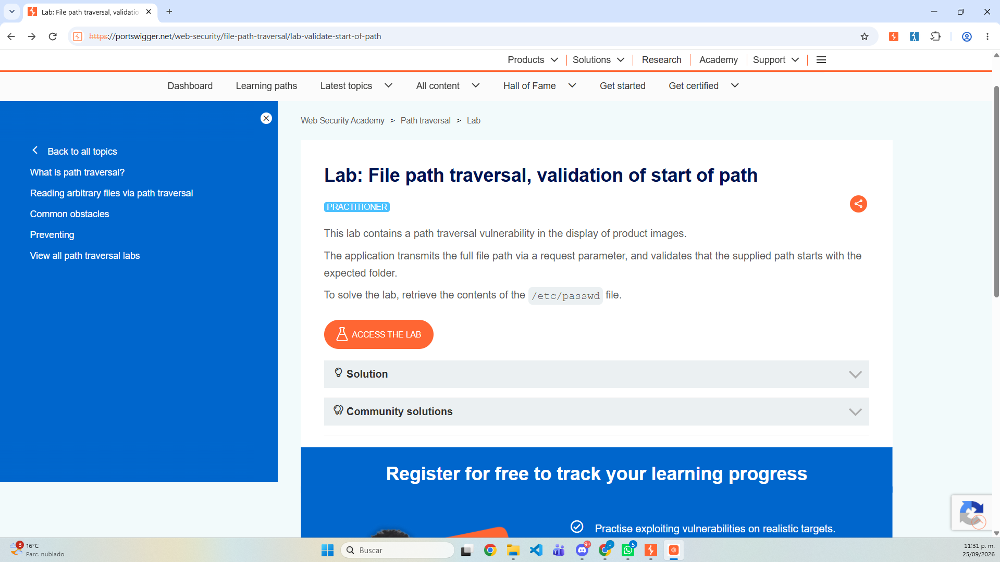 Lab: File path traversal, validatio
https://portswigger.net/web-security/file-path-traversal/lab-validate-start-of-path
Products
Solutions
Research
Academy
Support
Dashboard
Learning paths
Latest topics
All content
Hall of Fame
Get started
Get certified
Back to all topics
What is path traversal?
Reading arbitrary files via path traversal
Common obstacles
Preventing
View all path traversal labs
Web Security Academy > Path traversal > Lab
Lab: File path traversal, validation of start of path
PRACTITIONER
This lab contains a path traversal vulnerability in the display of product images.
The application transmits the full file path via a request parameter, and validates that the supplied path starts with the
expected folder.
To solve the lab, retrieve the contents of the /etc/passwd file.
ACCESS THE LAB
Solution
Community solutions
Register for free to track your learning progress
Practise exploiting vulnerabilities on realistic targets.
3
16°C
Parc. nublado
Buscar
9+
J
5
11:31 p. m.
25/09/2026